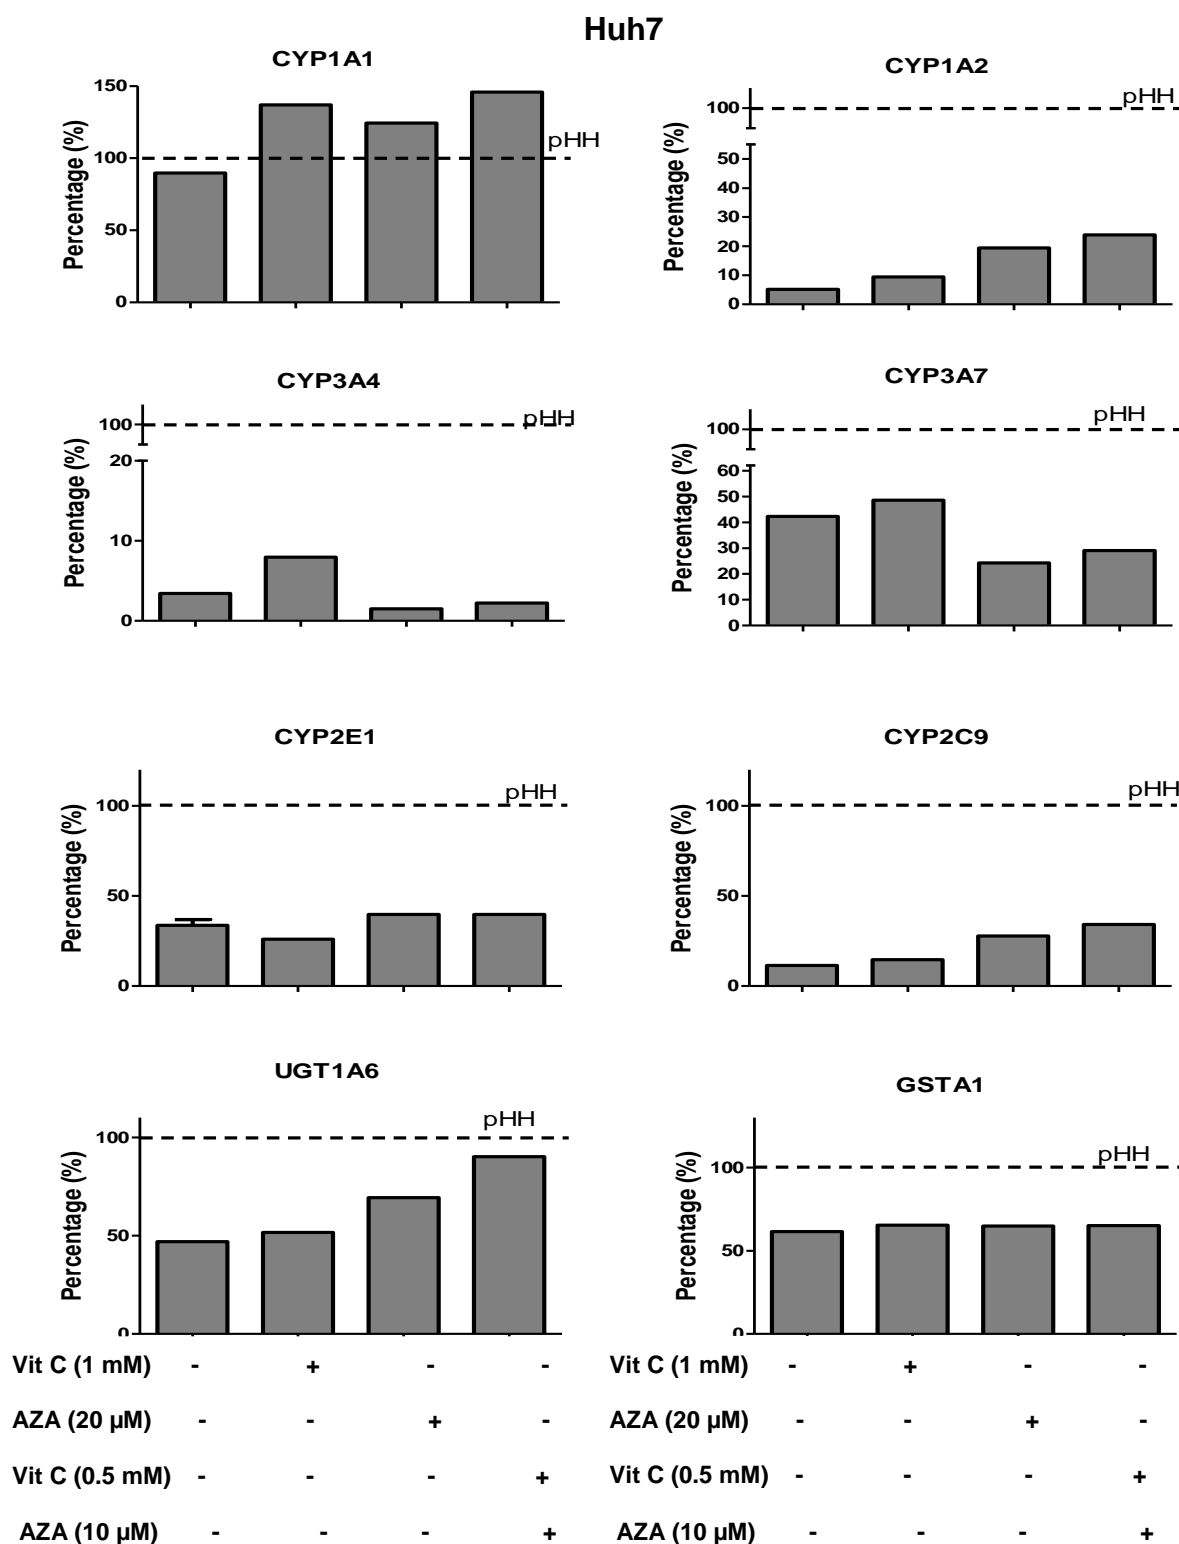 Huh7
CYP1A1
Percentage (%)
150
100
50
0
pHH
CYP1A2
Percentage (%)
100
50
40
30
20
10
0
pHH
CYP3A4
Percentage (%)
100
20
10
0
pHH
CYP3A7
Percentage (%)
100
60
50
40
30
20
10
0
pHH
CYP2E1
Percentage (%)
100
50
0
pHH
CYP2C9
Percentage (%)
100
50
0
pHH
UGT1A6
Percentage (%)
100
50
0
pHH
GSTA1
Percentage (%)
100
50
0
pHH
Vit C (1 mM) - + - -
AZA (20 µM) - - + -
Vit C (0.5 mM) - - - +
AZA (10 µM) - - - +
Vit C (1 mM) - + - -
AZA (20 µM) - - + -
Vit C (0.5 mM) - - - +
AZA (10 µM) - - - +